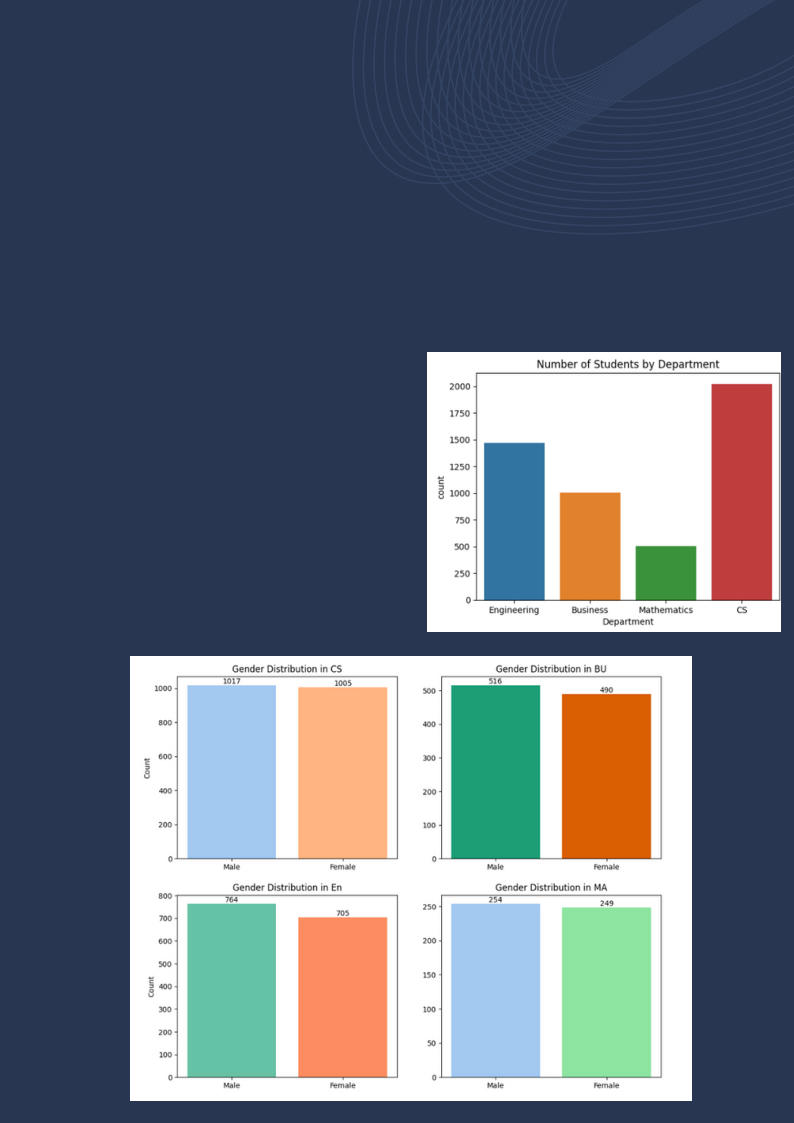 Number of Students by Department
2000
1750
1500
1250
1000
750
500
250
0
count
Engineering Business Mathematics CS
Department
Gender Distribution in CS
1017 1005
1000
800
600
400
200
0
Count
Male Female
Gender Distribution in BU
516 490
500
400
300
200
100
0
Male Female
Gender Distribution in En
764 705
800
700
600
500
400
300
200
100
0
Count
Male Female
Gender Distribution in MA
254 249
250
200
150
100
50
0
Male Female